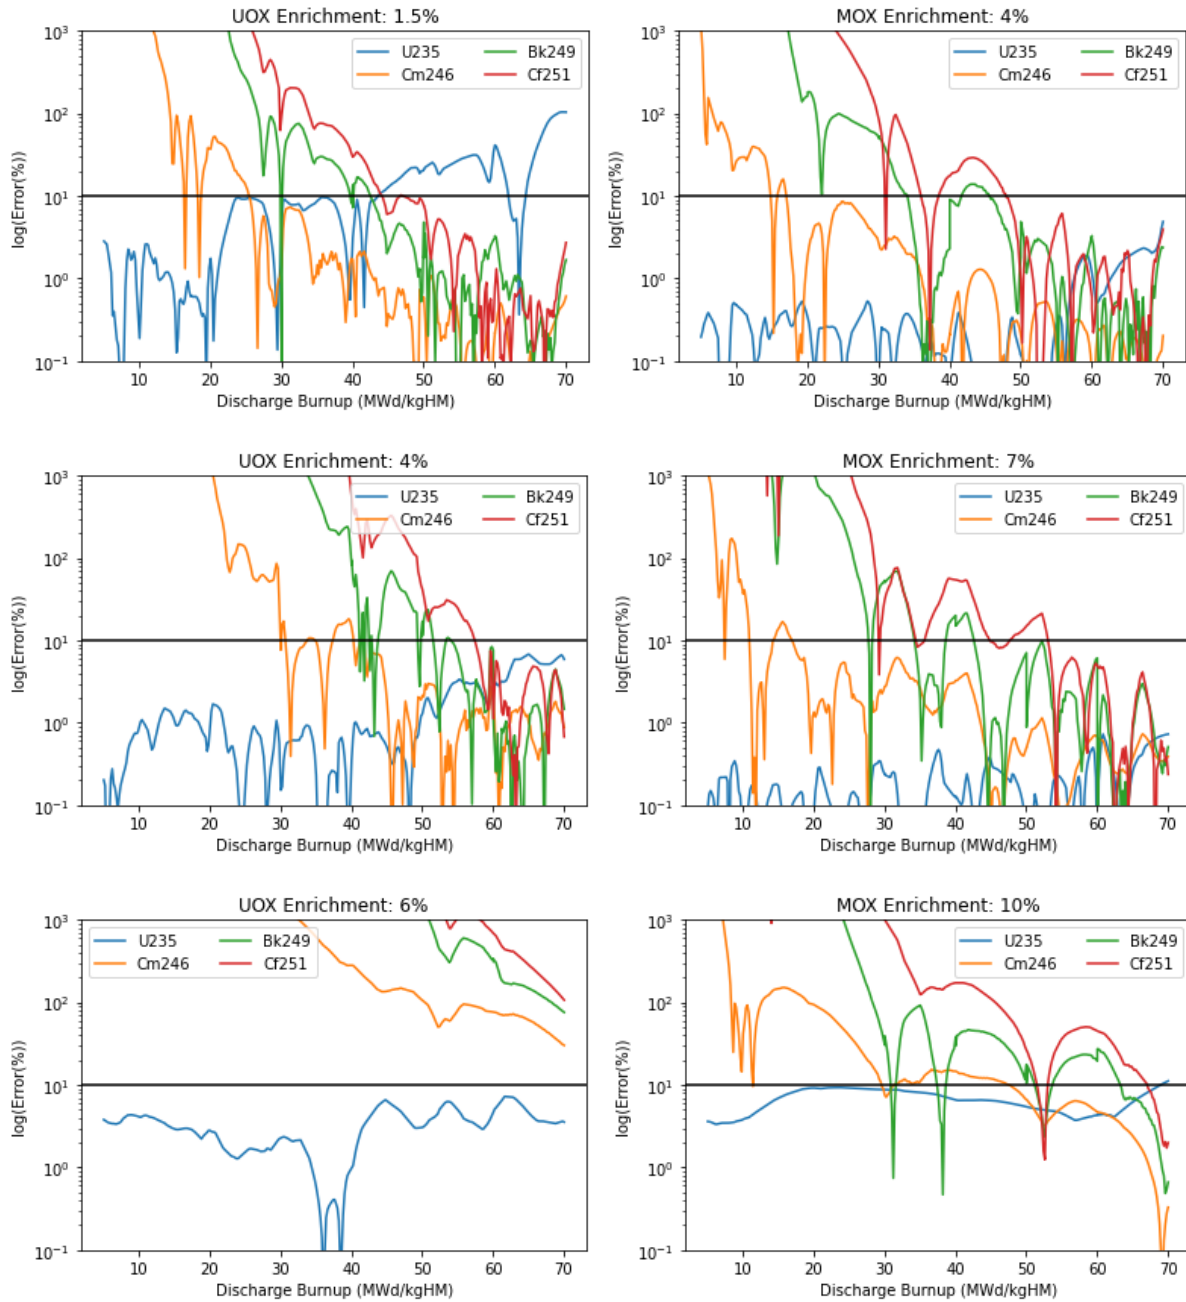 UOX Enrichment: 1.5%
10³
10²
10¹
10⁰
10⁻¹
log(Error(%))
U235
Cm246
Bk249
Cf251
10 20 30 40 50 60 70
Discharge Burnup (MWd/kgHM)
MOX Enrichment: 4%
10³
10²
10¹
10⁰
10⁻¹
log(Error(%))
U235
Cm246
Bk249
Cf251
10 20 30 40 50 60 70
Discharge Burnup (MWd/kgHM)
UOX Enrichment: 4%
10³
10²
10¹
10⁰
10⁻¹
log(Error(%))
U235
Cm246
Bk249
Cf251
10 20 30 40 50 60 70
Discharge Burnup (MWd/kgHM)
MOX Enrichment: 7%
10³
10²
10¹
10⁰
10⁻¹
log(Error(%))
U235
Cm246
Bk249
Cf251
10 20 30 40 50 60 70
Discharge Burnup (MWd/kgHM)
UOX Enrichment: 6%
10³
10²
10¹
10⁰
10⁻¹
log(Error(%))
U235
Cm246
Bk249
Cf251
10 20 30 40 50 60 70
Discharge Burnup (MWd/kgHM)
MOX Enrichment: 10%
10³
10²
10¹
10⁰
10⁻¹
log(Error(%))
U235
Cm246
Bk249
Cf251
10 20 30 40 50 60 70
Discharge Burnup (MWd/kgHM)